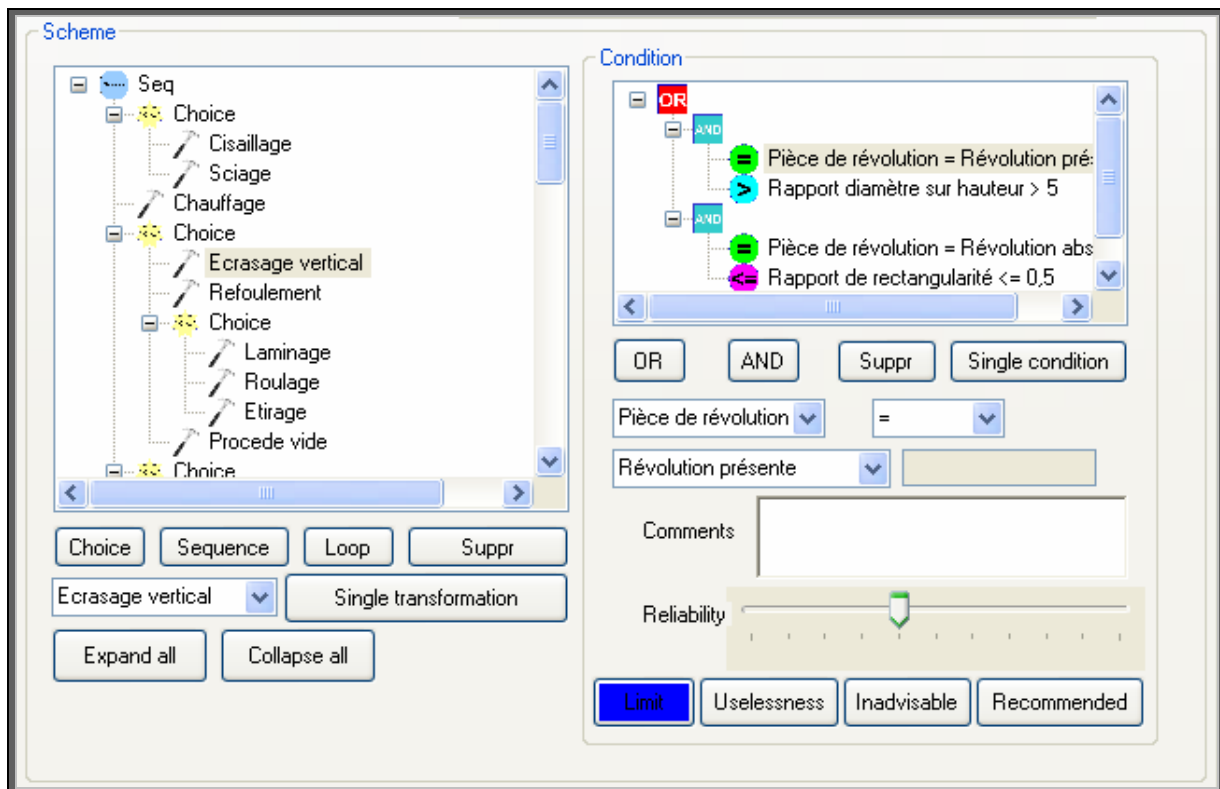 Scheme
Seq
Choice
Cisaillage
Sciage
Chauffage
Choice
Ecrasage vertical
Refoulement
Choice
Laminage
Roulage
Etirage
Procede vide
Choice
Choice Sequence Loop Suppr
Ecrasage vertical Single transformation
Expand all Collapse all
Condition
OR
AND
= Pièce de révolution = Révolution pré
> Rapport diamètre sur hauteur > 5
AND
= Pièce de révolution = Révolution abs
<= Rapport de rectangularité <= 0,5
OR AND Suppr Single condition
Pièce de révolution =
Révolution présente
Comments
Reliability
Limit Uselessness Inadvisable Recommended